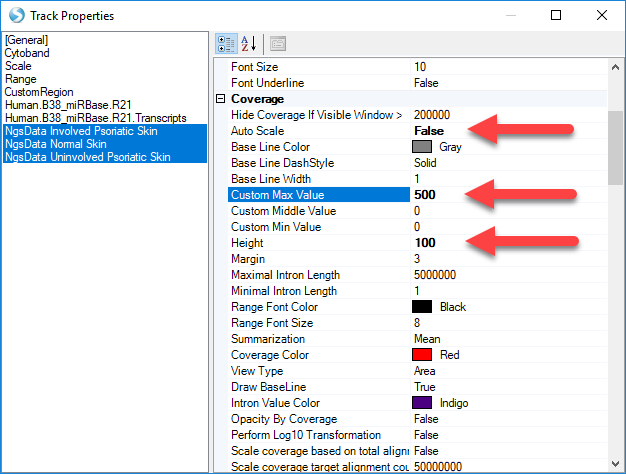 Track Properties
[General]
Cytoband
Scale
Range
CustomRegion
Human.B38_miRBase.R21
Human.B38_miRBase.R21.Transcripts
NgsData Involved Psoriatic Skin
NgsData Normal Skin
NgsData Uninvolved Psoriatic Skin
Font Size 10
Font Underline False
Coverage
Hide Coverage If Visible Window > 200000
Auto Scale False
Base Line Color Gray
Base Line DashStyle Solid
Base Line Width 1
Custom Max Value 500
Custom Middle Value 0
Custom Min Value 0
Height 100
Margin 3
Maximal Intron Length 5000000
Minimal Intron Length 1
Range Font Color Black
Range Font Size 8
Summarization Mean
Coverage Color Red
View Type Area
Draw BaseLine True
Intron Value Color Indigo
Opacity By Coverage False
Perform Log10 Transformation False
Scale coverage based on total alignm False
Scale coverage target alignment cou 50000000